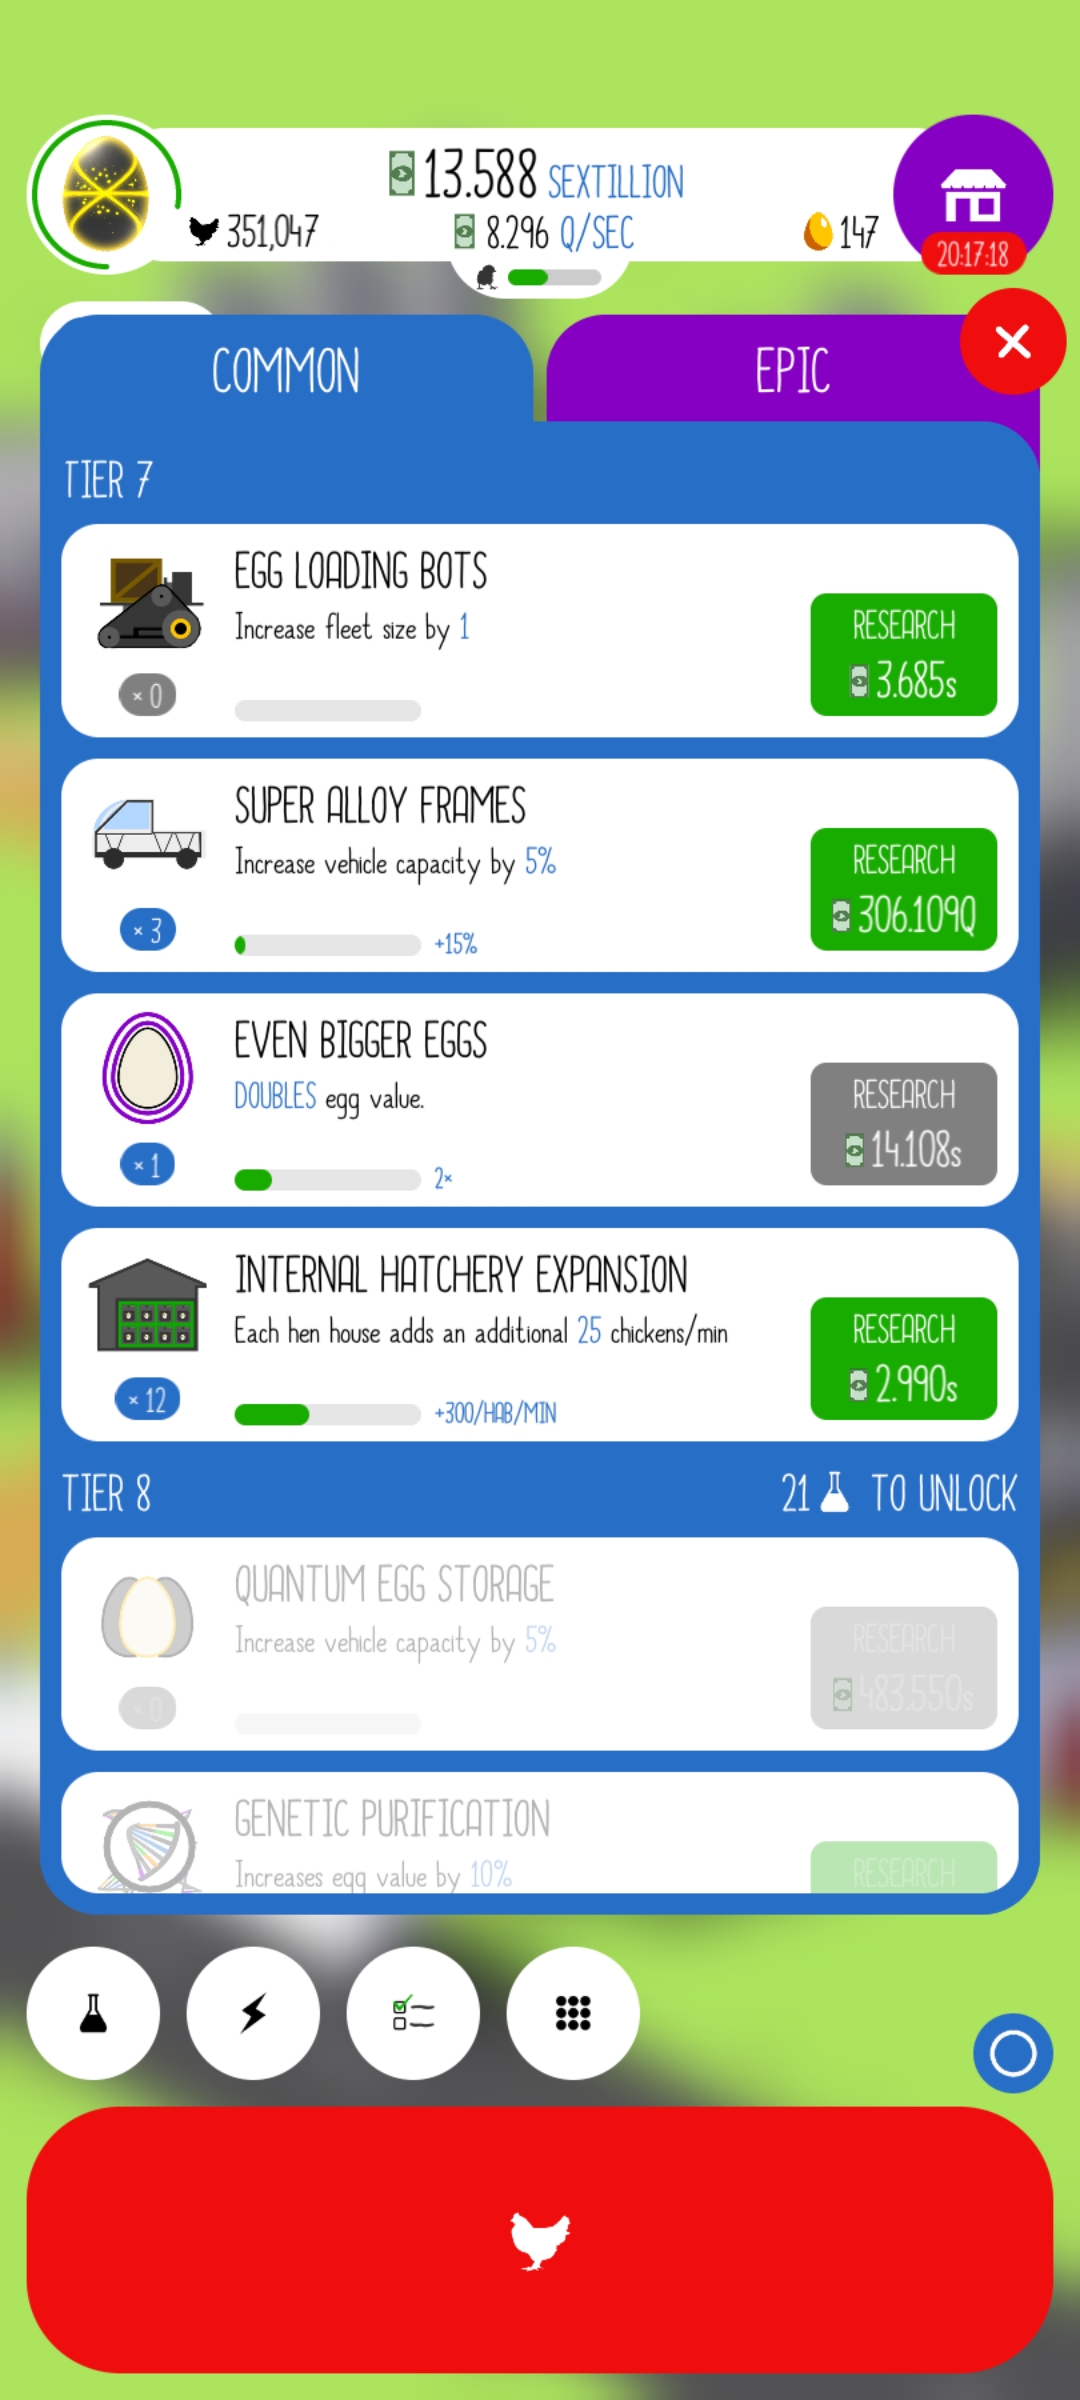 13.588 SEXTILLION
351,047
8.296 Q/SEC
147
20:17:18
COMMON
EPIC
TIER 7
EGG LOADING BOTS
Increase fleet size by 1
× 0
RESEARCH
3.685s
SUPER ALLOY FRAMES
Increase vehicle capacity by 5%
× 3
+15%
RESEARCH
306.109Q
EVEN BIGGER EGGS
DOUBLES egg value.
× 1
2×
RESEARCH
14.108s
INTERNAL HATCHERY EXPANSION
Each hen house adds an additional 25 chickens/min
× 12
+300/HAB/MIN
RESEARCH
2.990s
TIER 8
21 TO UNLOCK
QUANTUM EGG STORAGE
Increase vehicle capacity by 5%
× 0
RESEARCH
483.550s
GENETIC PURIFICATION
Increases egg value by 10%
RESEARCH